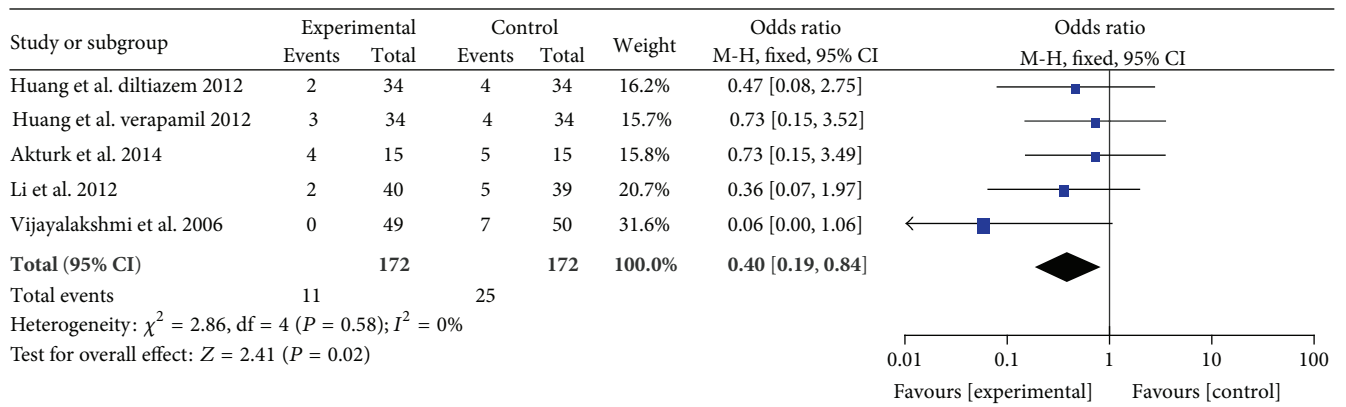 Study or subgroup Experimental Control Weight Odds ratio Odds ratio
Events Total Events Total M-H, fixed, 95% CI M-H, fixed, 95% CI
Huang et al. diltiazem 2012 2 34 4 34 16.2% 0.47 [0.08, 2.75]
Huang et al. verapamil 2012 3 34 4 34 15.7% 0.73 [0.15, 3.52]
Akturk et al. 2014 4 15 5 15 15.8% 0.73 [0.15, 3.49]
Li et al. 2012 2 40 5 39 20.7% 0.36 [0.07, 1.97]
Vijayalakshmi et al. 2006 0 49 7 50 31.6% 0.06 [0.00, 1.06]
Total (95% CI) 172 172 100.0% 0.40 [0.19, 0.84]
Total events 11 25
Heterogeneity: χ² = 2.86, df = 4 (P = 0.58); I² = 0%
Test for overall effect: Z = 2.41 (P = 0.02)
0.01 0.1 1 10 100
Favours [experimental] Favours [control]